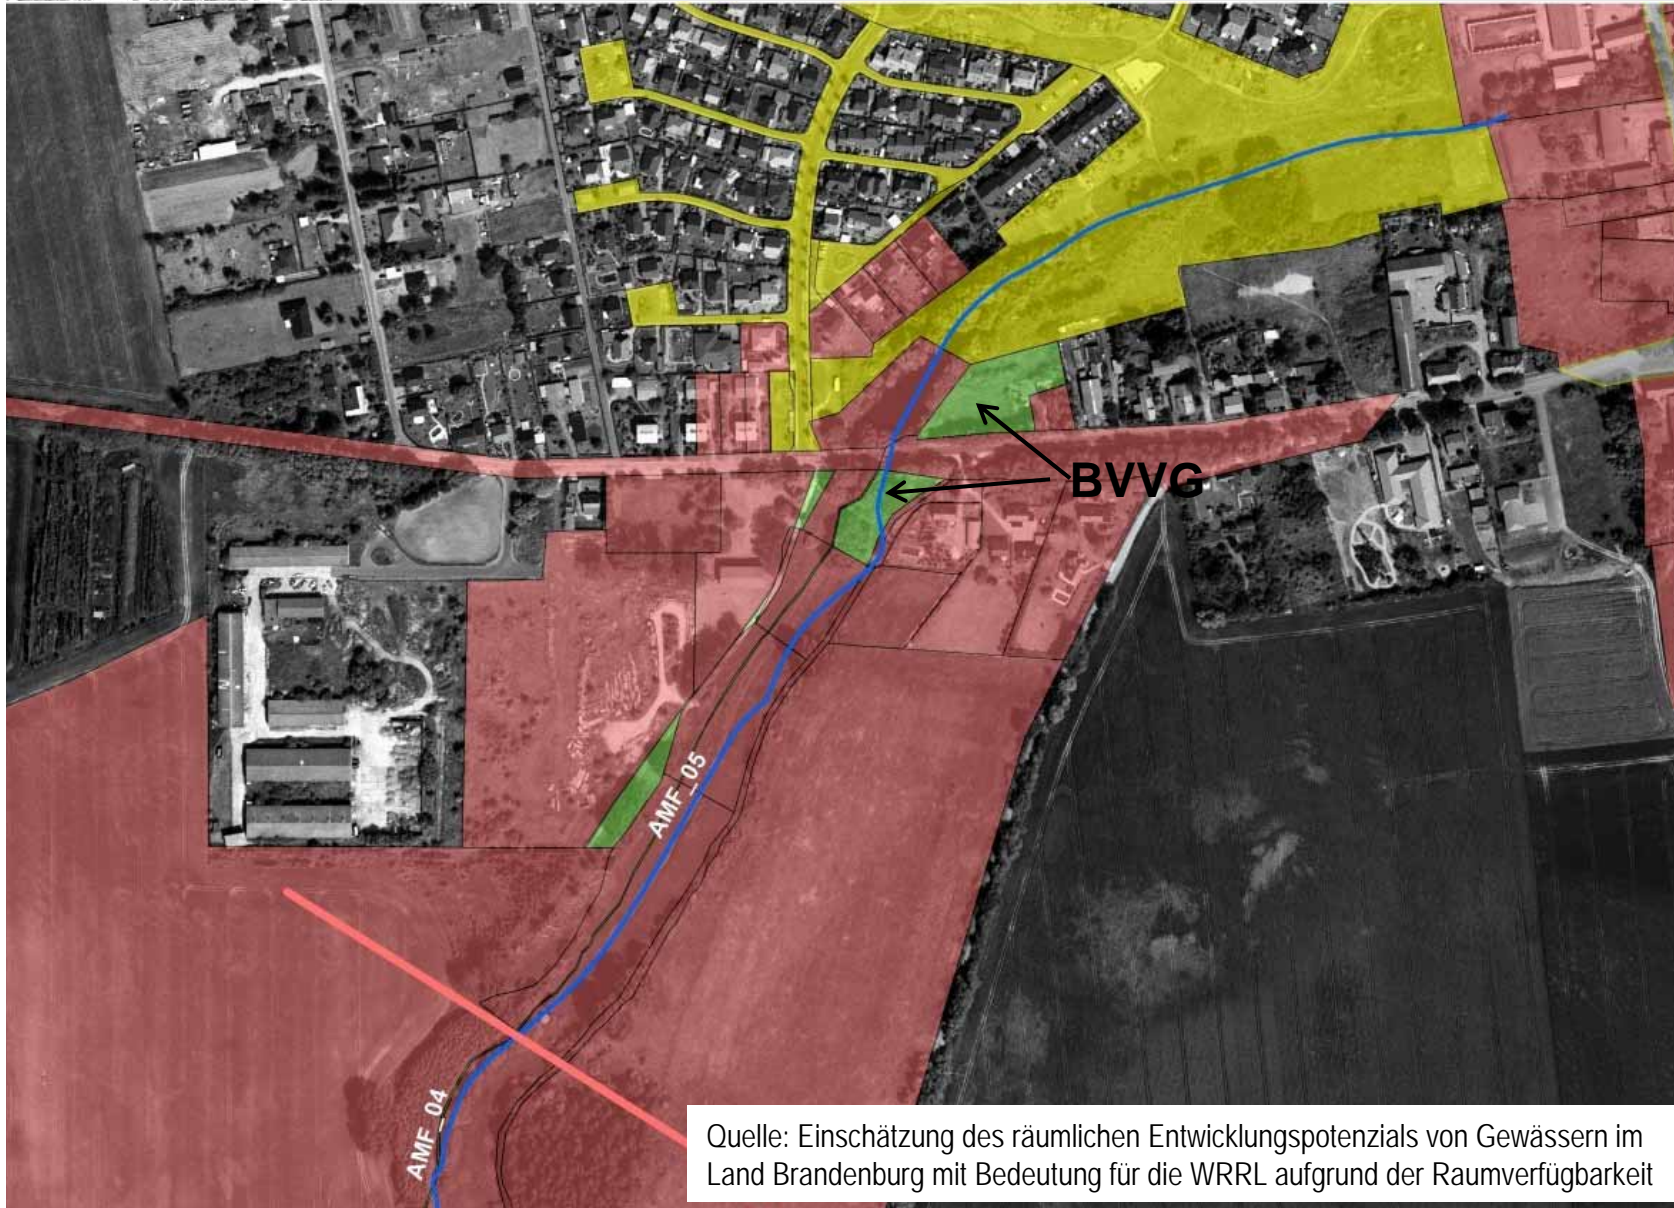 BVVG
AMF_05
AMF_04
Quelle: Einschätzung des räumlichen Entwicklungspotenzials von Gewässern im
Land Brandenburg mit Bedeutung für die WRRL aufgrund der Raumverfügbarkeit